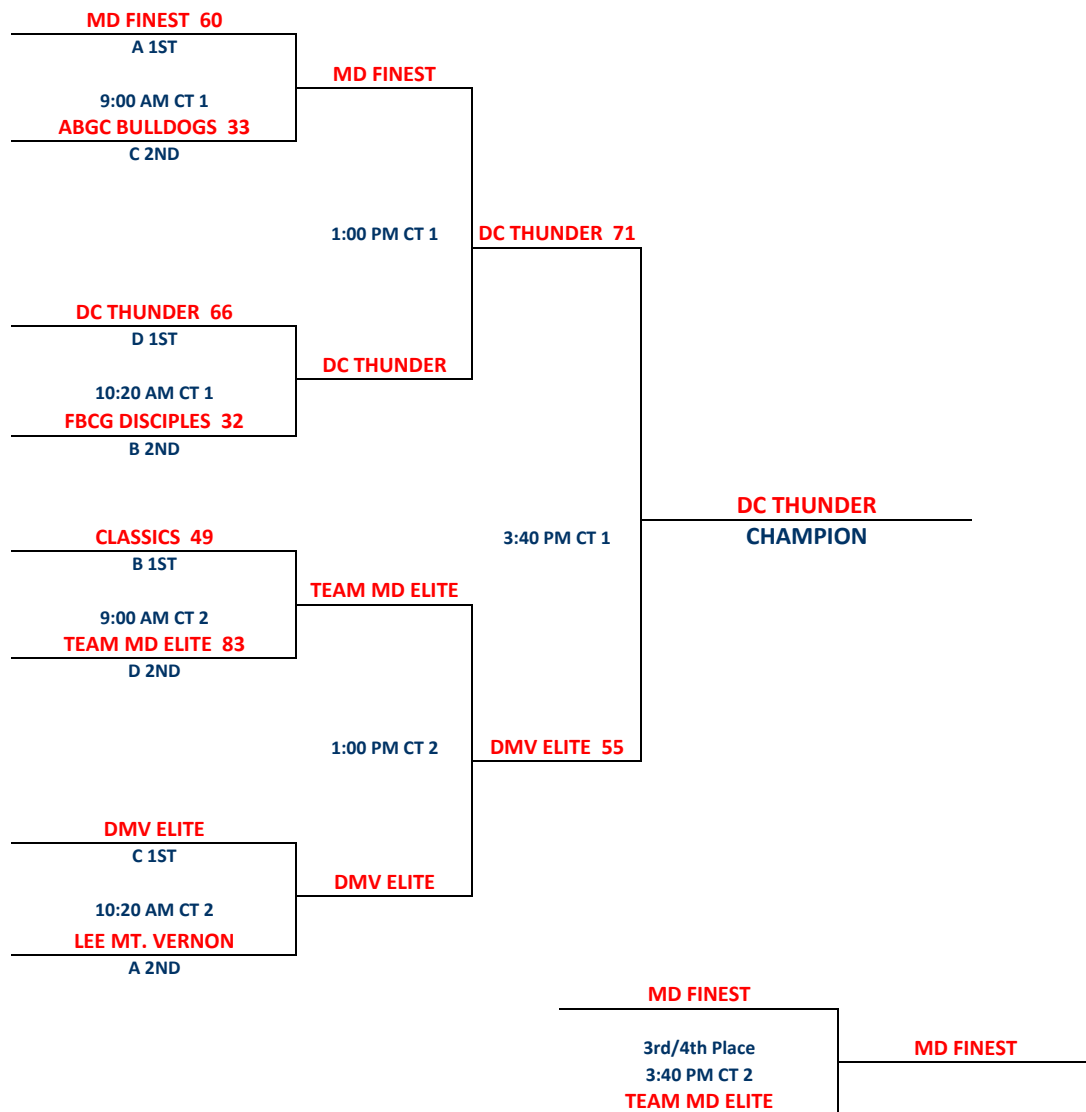 MD FINEST 60
A 1ST
MD FINEST
9:00 AM CT 1
ABGC BULLDOGS 33
C 2ND
1:00 PM CT 1
DC THUNDER 71
DC THUNDER 66
D 1ST
DC THUNDER
10:20 AM CT 1
FBCG DISCIPLES 32
B 2ND
DC THUNDER
CHAMPION
3:40 PM CT 1
CLASSICS 49
B 1ST
TEAM MD ELITE
9:00 AM CT 2
TEAM MD ELITE 83
D 2ND
1:00 PM CT 2
DMV ELITE 55
DMV ELITE
C 1ST
DMV ELITE
10:20 AM CT 2
LEE MT. VERNON
A 2ND
MD FINEST
3rd/4th Place
MD FINEST
3:40 PM CT 2
TEAM MD ELITE